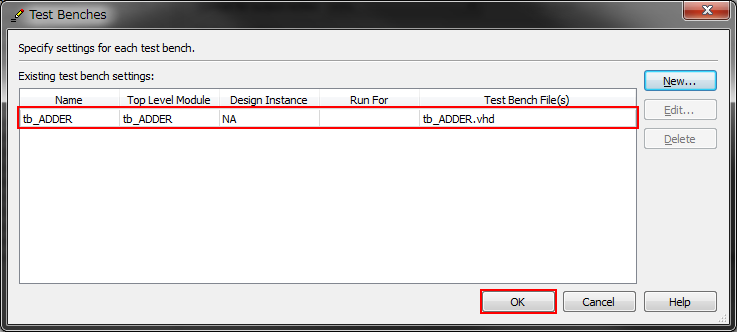 Test Benches
Specify settings for each test bench.
Existing test bench settings:
Name Top Level Module Design Instance Run For Test Bench File(s)
tb_ADDER tb_ADDER NA tb_ADDER.vhd
New...
Edit...
Delete
OK Cancel Help